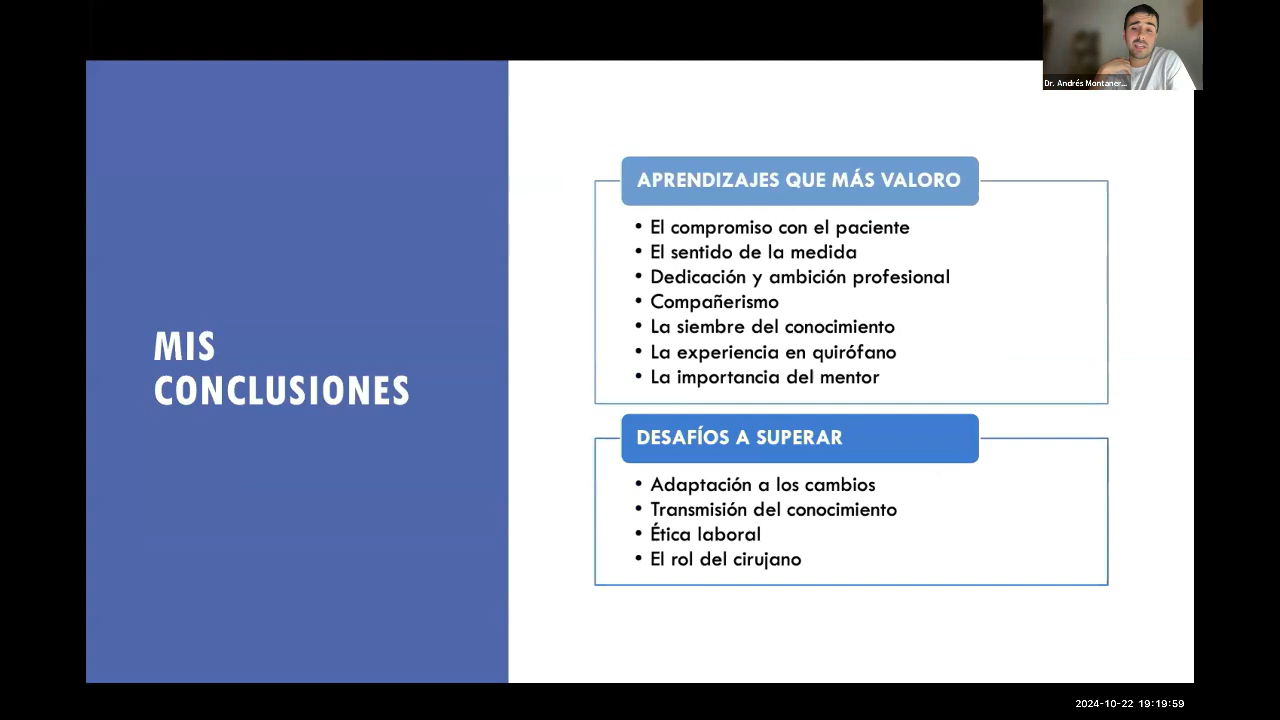 Dr. Andrés Montaner...
MIS
CONCLUSIONES
APRENDIZAJES QUE MÁS VALORO
• El compromiso con el paciente
• El sentido de la medida
• Dedicación y ambición profesional
• Compañerismo
• La siembre del conocimiento
• La experiencia en quirófano
• La importancia del mentor
DESAFÍOS A SUPERAR
• Adaptación a los cambios
• Transmisión del conocimiento
• Ética laboral
• El rol del cirujano
2024-10-22 19:19:59